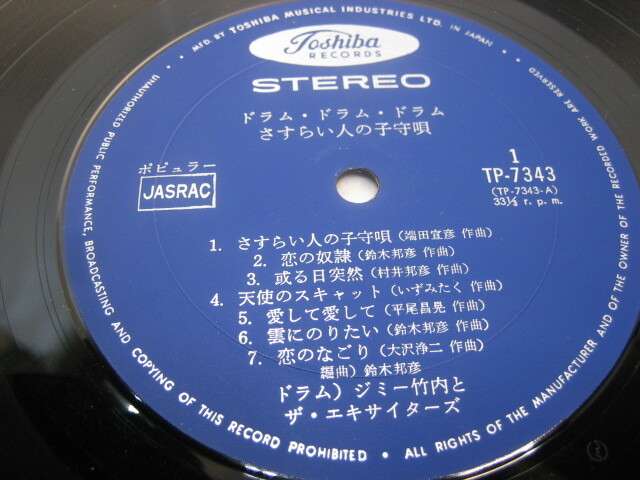 MFD. BY TOSHIBA MUSICAL INDUSTRIES LTD. IN JAPAN • ALL RIGHTS OF THE MANUFACTURER AND OF THE OWNER OF THE RECORDED WORK ARE RESERVED
UNAUTHORIZED PUBLIC PERFORMANCE, BROADCASTING AND COPYING OF THIS RECORD PROHIBITED •
Toshiba
RECORDS
STEREO
ドラム・ドラム・ドラム
さすらい人の子守唄
ポピュラー
JASRAC
1
TP-7343
(TP-7343-A)
33⅓ r. p. m.
1. さすらい人の子守唄 (端田宣彦 作曲)
2. 恋の奴隷 (鈴木邦彦 作曲)
3. 或る日突然 (村井邦彦 作曲)
4. 天使のスキャット (いずみたく 作曲)
5. 愛して愛して (平尾昌晃 作曲)
6. 雲にのりたい (鈴木邦彦 作曲)
7. 恋のなごり (大沢浄二 作曲)
編曲) 鈴木邦彦
ドラム) ジミー竹内と
ザ・エキサイターズ